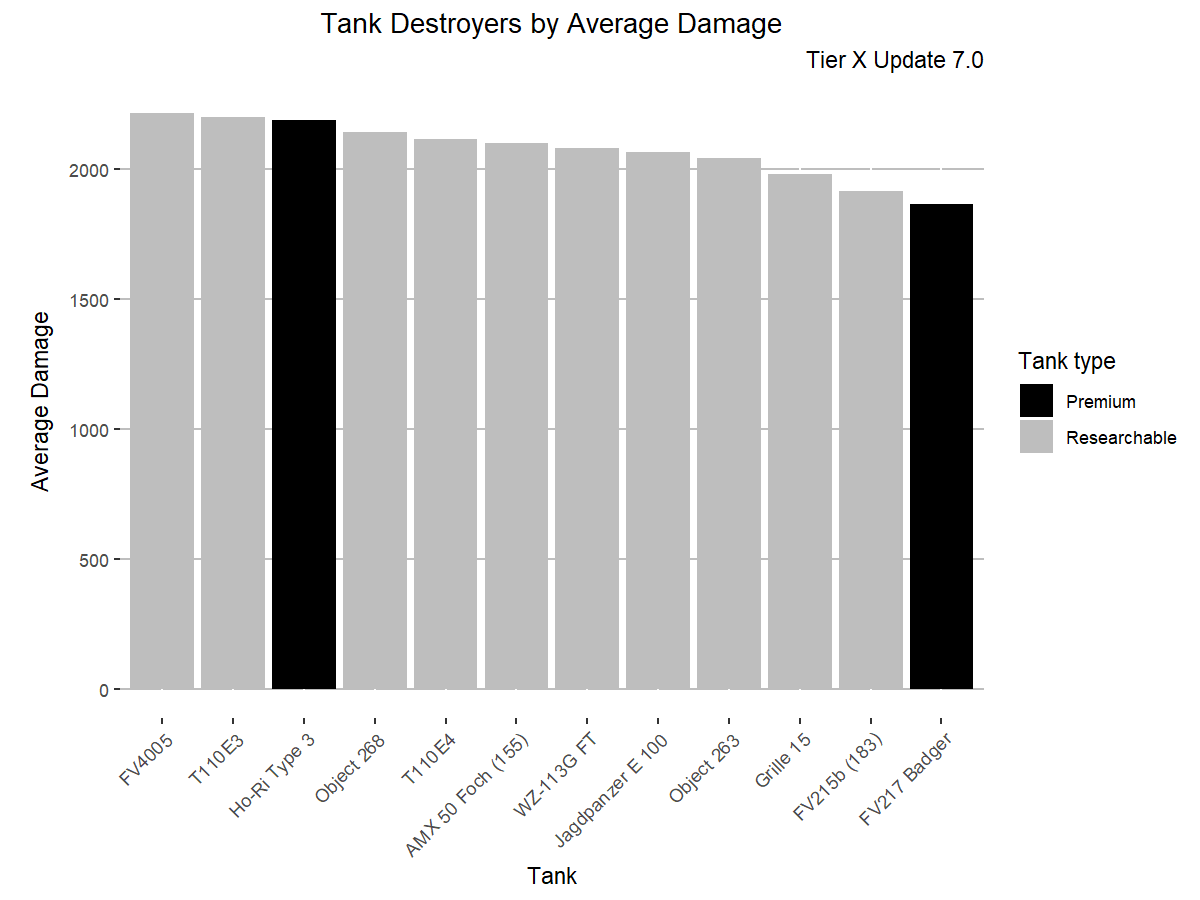 Tank Destroyers by Average Damage
Tier X Update 7.0
Average Damage
2000
1500
1000
500
0
FV4005
T110E3
Ho-Ri Type 3
Object 268
T110E4
AMX 50 Foch (155)
WZ-113G FT
Jagdpanzer E 100
Object 263
Grille 15
FV215b (183)
FV217 Badger
Tank
Tank type
Premium
Researchable